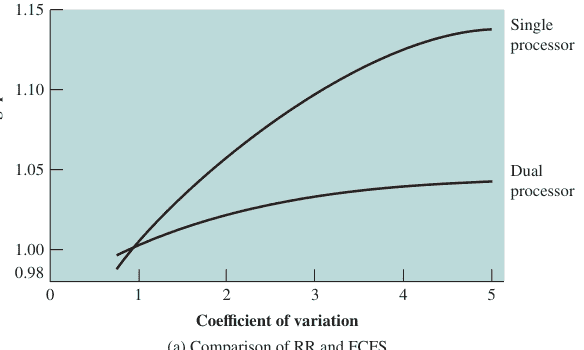 1.15
Single
processor
1.10
1.05
Dual
processor
1.00
0.98
0 1 2 3 4 5
Coefficient of variation
(a) Comparison of RR and FCFS